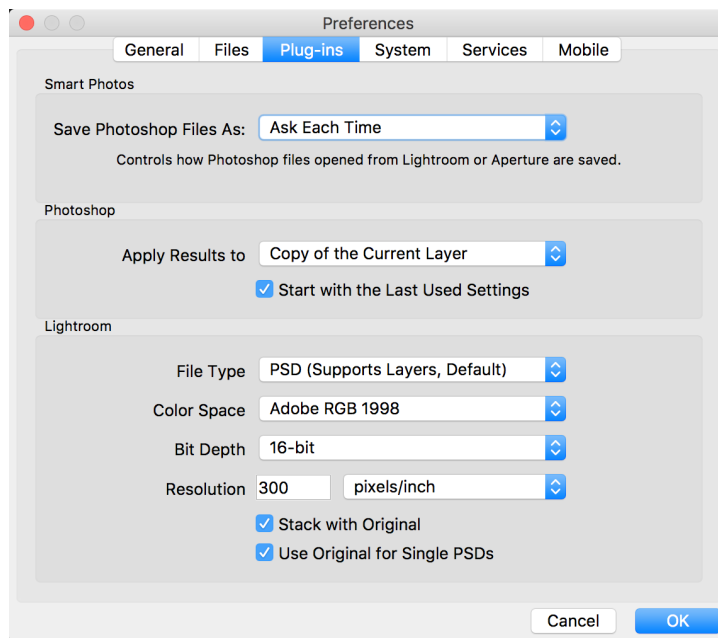 Preferences
General Files Plug-ins System Services Mobile
Smart Photos
Save Photoshop Files As: Ask Each Time
Controls how Photoshop files opened from Lightroom or Aperture are saved.
Photoshop
Apply Results to Copy of the Current Layer
Start with the Last Used Settings
Lightroom
File Type PSD (Supports Layers, Default)
Color Space Adobe RGB 1998
Bit Depth 16-bit
Resolution 300 pixels/inch
Stack with Original
Use Original for Single PSDs
Cancel OK